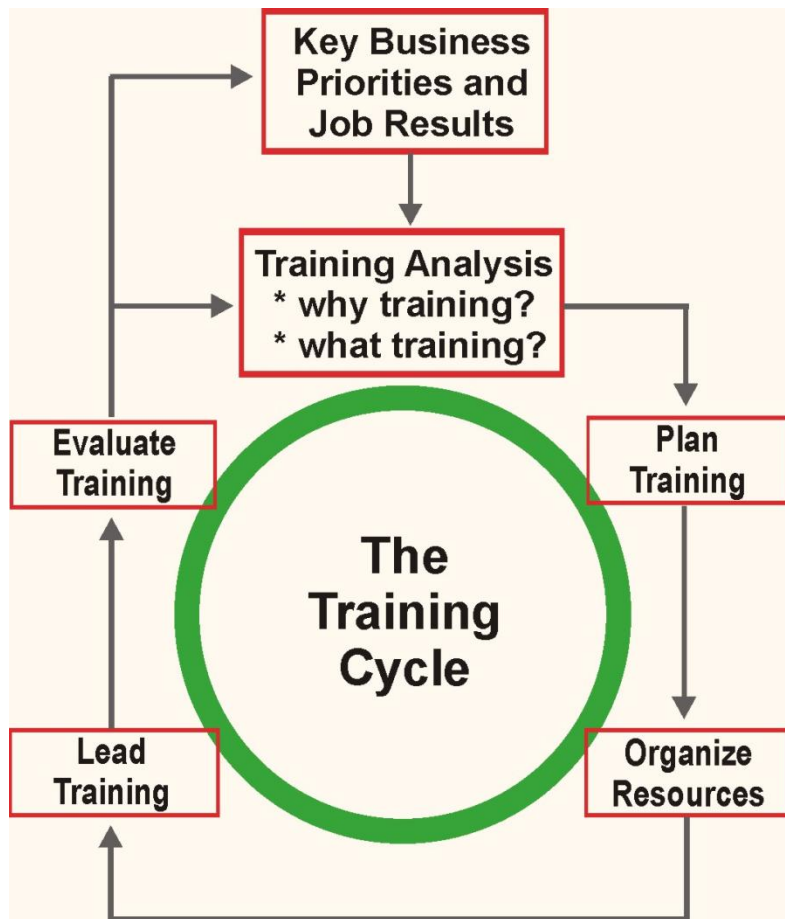 Key Business
Priorities and
Job Results
Training Analysis
* why training?
* what training?
Evaluate
Training
Plan
Training
The
Training
Cycle
Lead
Training
Organize
Resources